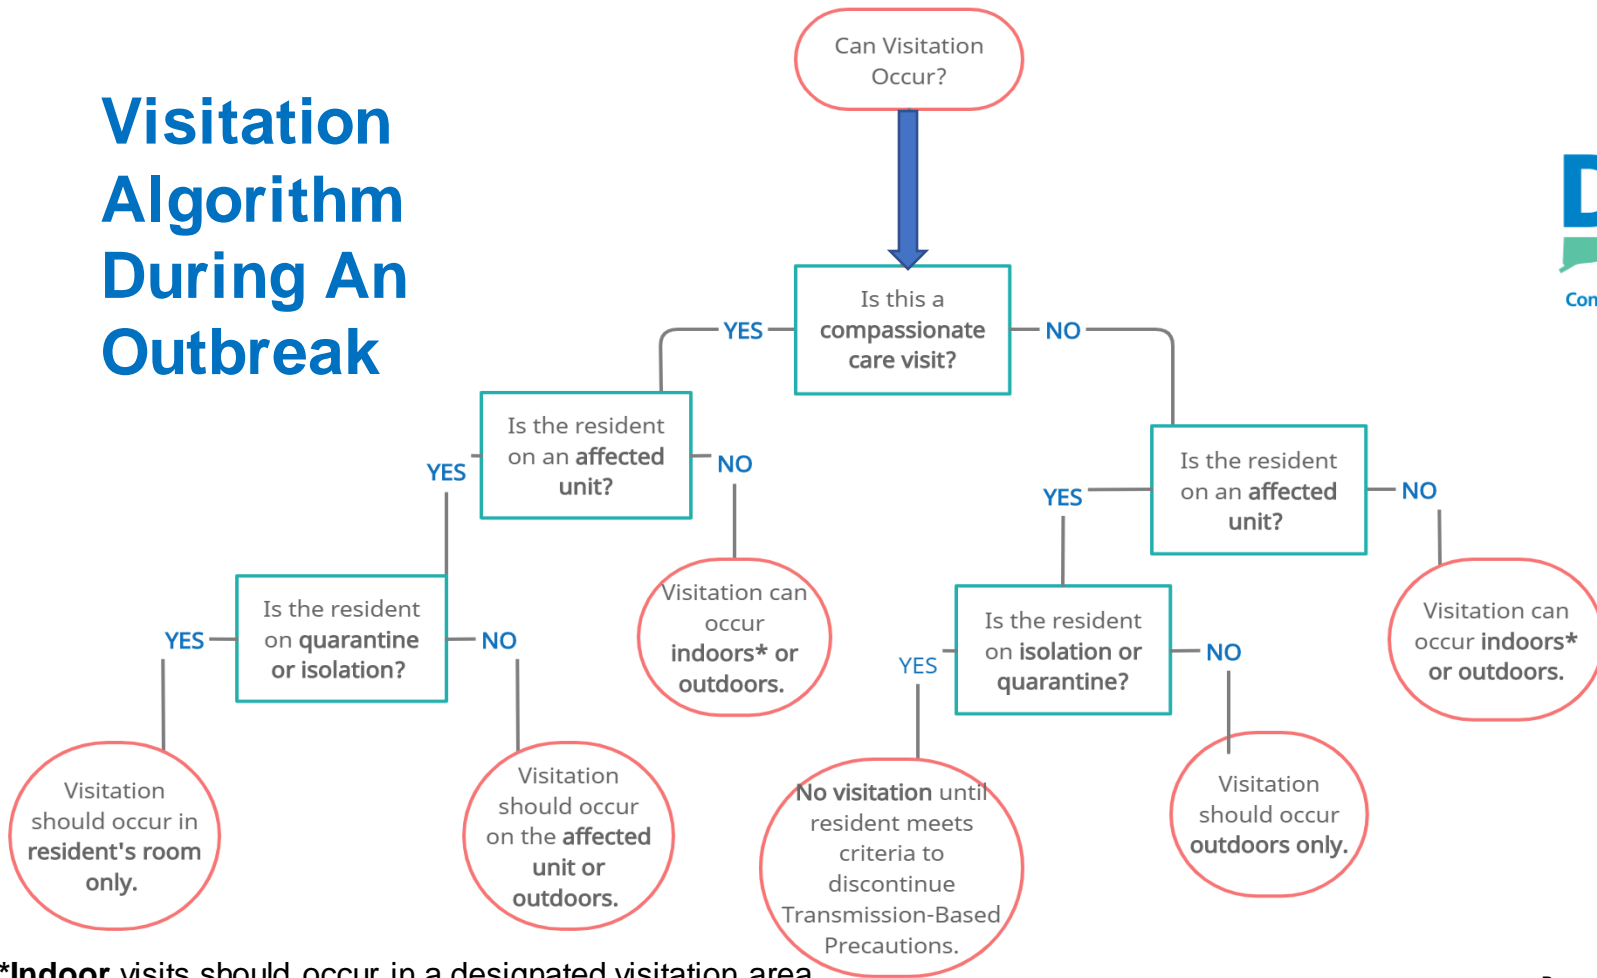 Visitation
Algorithm
During An
Outbreak
Can Visitation
Occur?
Is this a
compassionate
care visit?
YES
NO
Is the resident
on an affected
unit?
YES
NO
Is the resident
on an affected
unit?
YES
NO
Is the resident
on quarantine
or isolation?
YES
NO
Visitation can
occur
indoors* or
outdoors.
Is the resident
on isolation or
quarantine?
YES
NO
Visitation can
occur indoors*
or outdoors.
Visitation
should occur in
resident's room
only.
Visitation
should occur
on the affected
unit or
outdoors.
No visitation until
resident meets
criteria to
discontinue
Transmission-Based
Precautions.
Visitation
should occur
outdoors only.
*Indoor visits should occur in a designated visitation area
D
Con